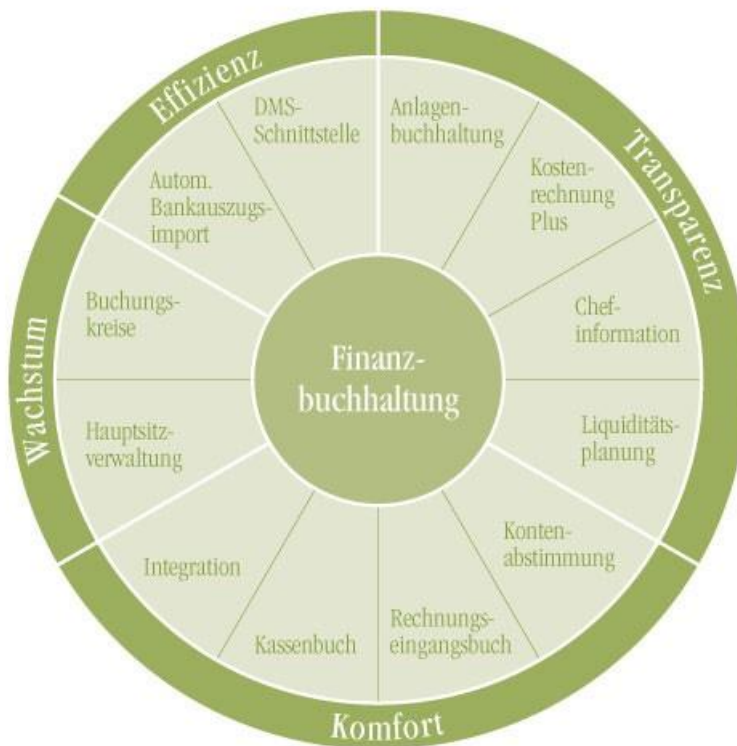 Effizienz
DMS-
Schnittstelle
Anlagen-
buchhaltung
Transparenz
Kosten-
rechnung
Plus
Autom.
Bankauszugs-
import
Buchungs-
kreise
Chef-
information
Finanz-
buchhaltung
Wachstum
Hauptsitz-
verwaltung
Liquiditäts-
planung
Konten-
abstimmung
Integration
Kassenbuch
Rechnungs-
eingangsbuch
Komfort